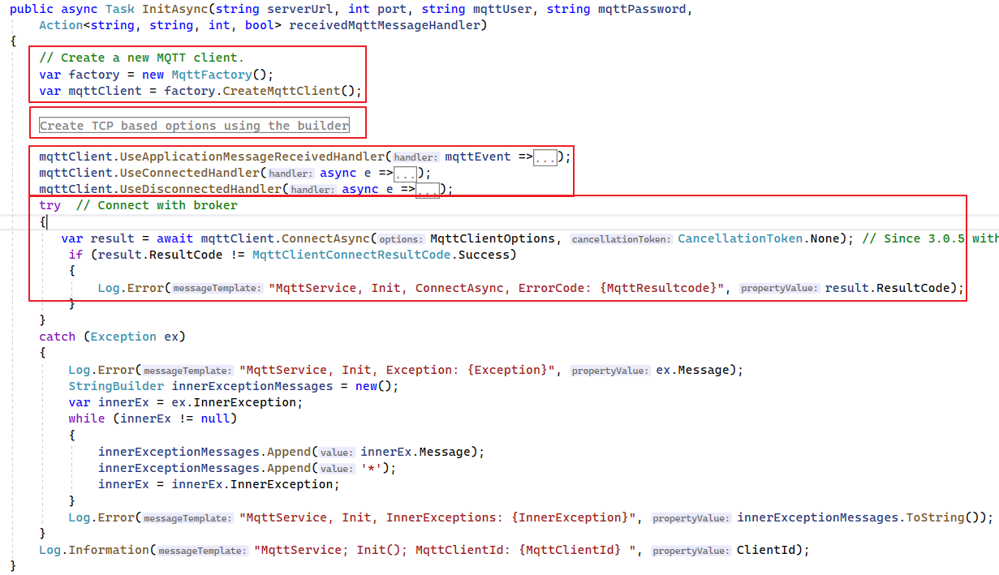 public async Task InitAsync(string serverUrl, int port, string mqttUser, string mqttPassword,
Action<string, string, int, bool> receivedMqttMessageHandler)
{
// Create a new MQTT client.
var factory = new MqttFactory();
var mqttClient = factory.CreateMqttClient();
Create TCP based options using the builder
mqttClient.UseApplicationMessageReceivedHandler(handler: mqttEvent =>...);
mqttClient.UseConnectedHandler(handler: async e =>...);
mqttClient.UseDisconnectedHandler(handler: async e =>...);
try // Connect with broker
{
var result = await mqttClient.ConnectAsync(options: MqttClientOptions, cancellationToken: CancellationToken.None); // Since 3.0.5 with
if (result.ResultCode != MqttClientConnectResultCode.Success)
{
Log.Error(messageTemplate: "MqttService, Init, ConnectAsync, ErrorCode: {MqttResultcode}", propertyValue: result.ResultCode);
}
}
catch (Exception ex)
{
Log.Error(messageTemplate: "MqttService, Init, Exception: {Exception}", propertyValue: ex.Message);
StringBuilder innerExceptionMessages = new();
var innerEx = ex.InnerException;
while (innerEx != null)
{
innerExceptionMessages.Append(value: innerEx.Message);
innerExceptionMessages.Append(value: '*');
innerEx = innerEx.InnerException;
}
Log.Error(messageTemplate: "MqttService, Init, InnerExceptions: {InnerException}", propertyValue: innerExceptionMessages.ToString());
}
Log.Information(messageTemplate: "MqttService; Init(); MqttClientId: {MqttClientId} ", propertyValue: ClientId);
}